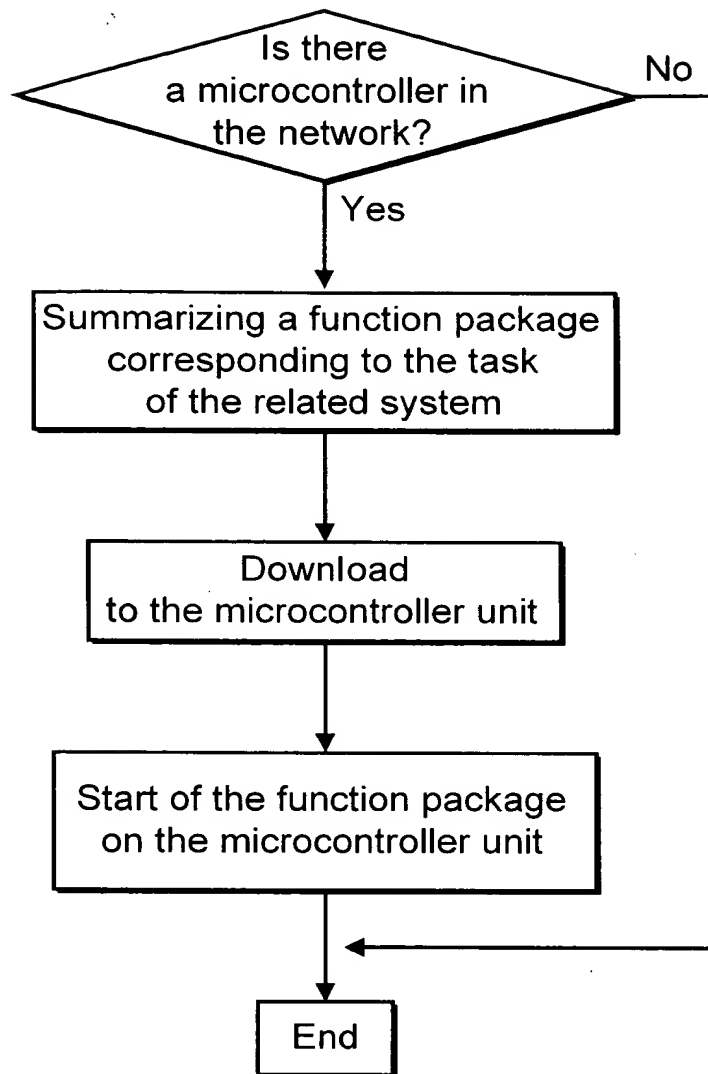 Is there
a microcontroller in
the network?
No
Yes
Summarizing a function package
corresponding to the task
of the related system
Download
to the microcontroller unit
Start of the function package
on the microcontroller unit
End